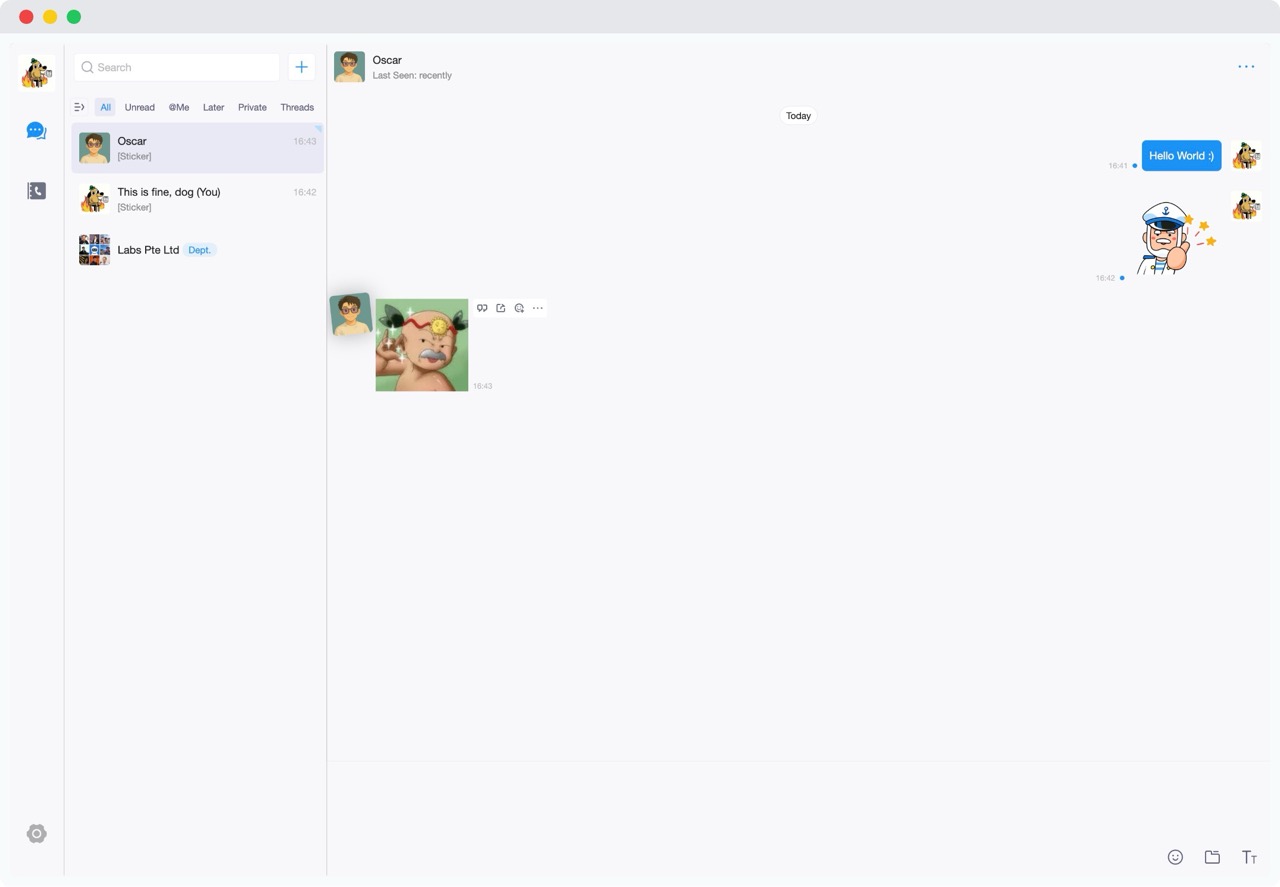 Search
All Unread @Me Later Private Threads
Oscar 16:43
[Sticker]
This is fine, dog (You) 16:42
[Sticker]
Labs Pte Ltd Dept.
Oscar
Last Seen: recently
Today
Hello World :)
16:41
16:42
16:43